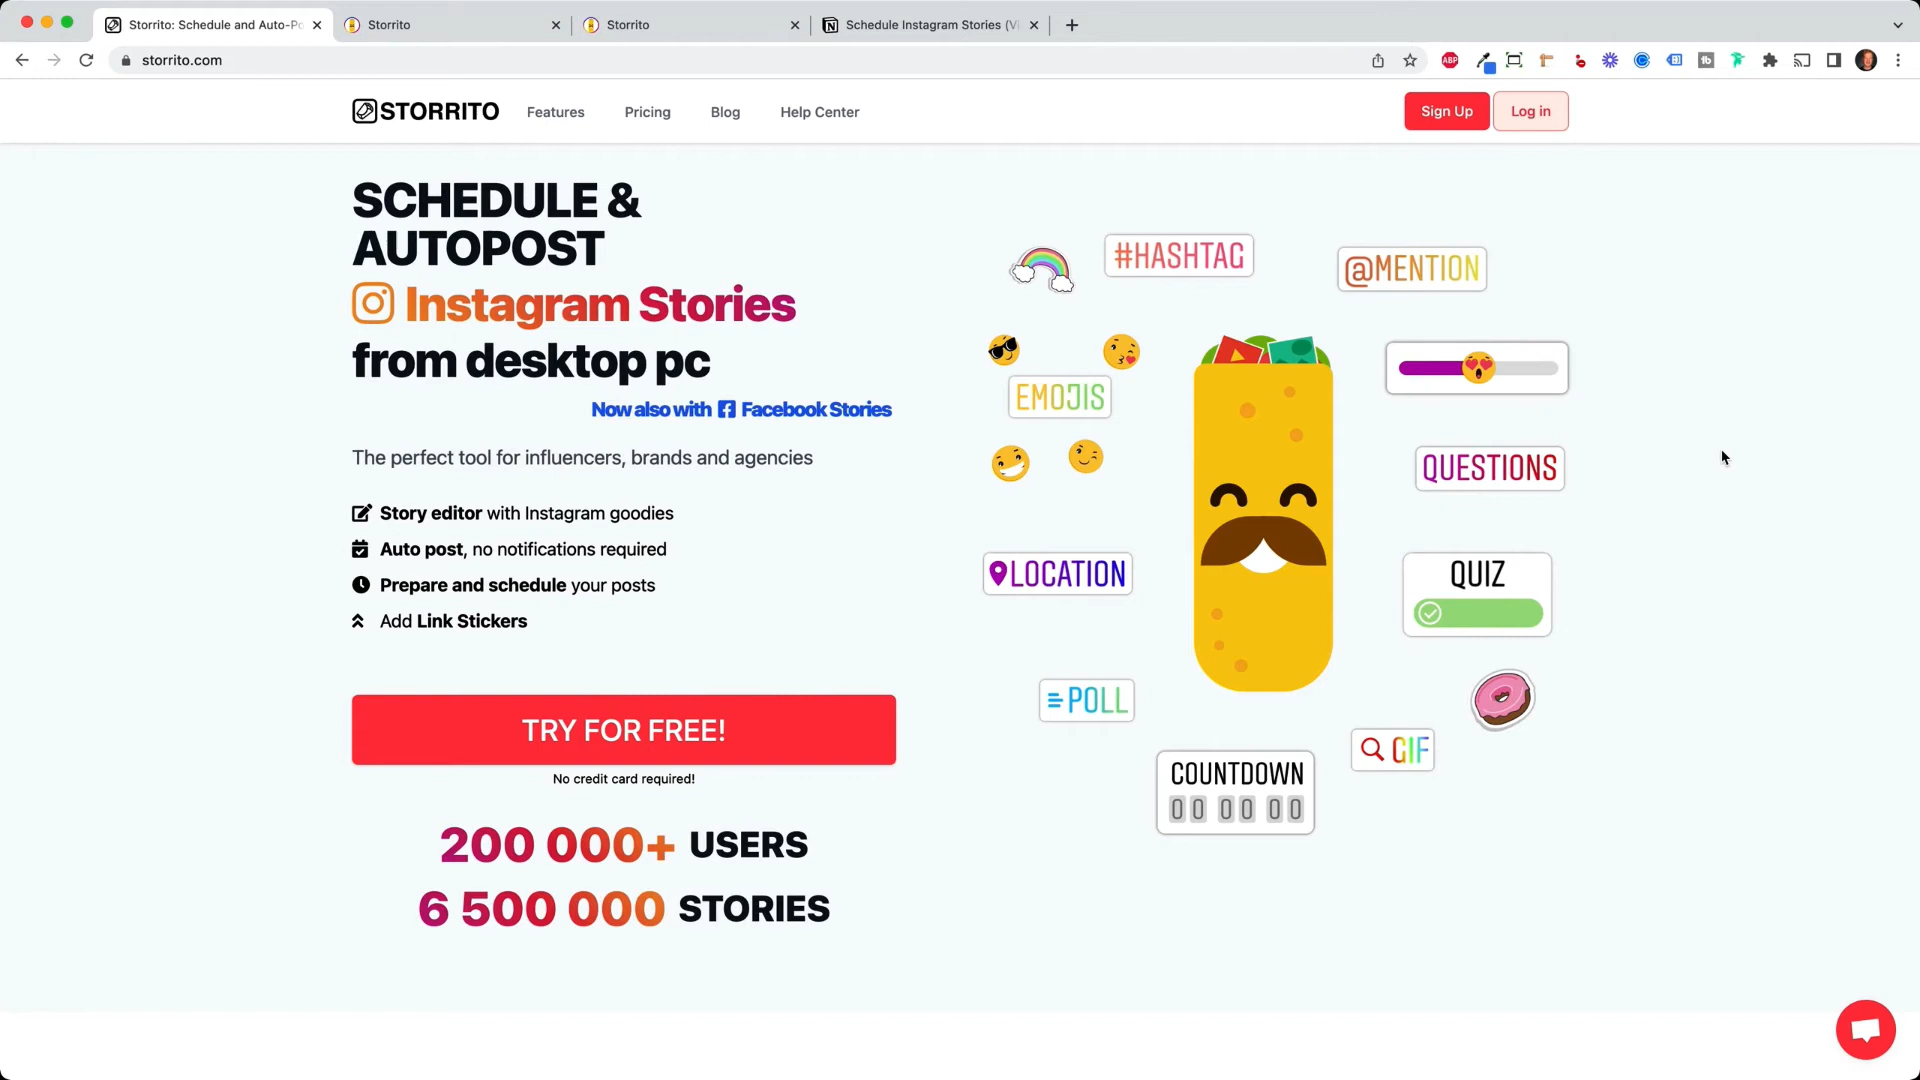 Storrito: Schedule and Auto-Po
Storrito
Storrito
Schedule Instagram Stories (Vi
storrito.com
ABP
STORRITO
Features
Pricing
Blog
Help Center
Sign Up
Log in
SCHEDULE &
AUTOPOST
Instagram Stories
from desktop pc
Now also with Facebook Stories
The perfect tool for influencers, brands and agencies
Story editor with Instagram goodies
Auto post, no notifications required
Prepare and schedule your posts
Add Link Stickers
TRY FOR FREE!
No credit card required!
200 000+ USERS
6 500 000 STORIES
#HASHTAG
@MENTION
EMOJIS
QUESTIONS
LOCATION
QUIZ
POLL
GIF
COUNTDOWN
00 00 00